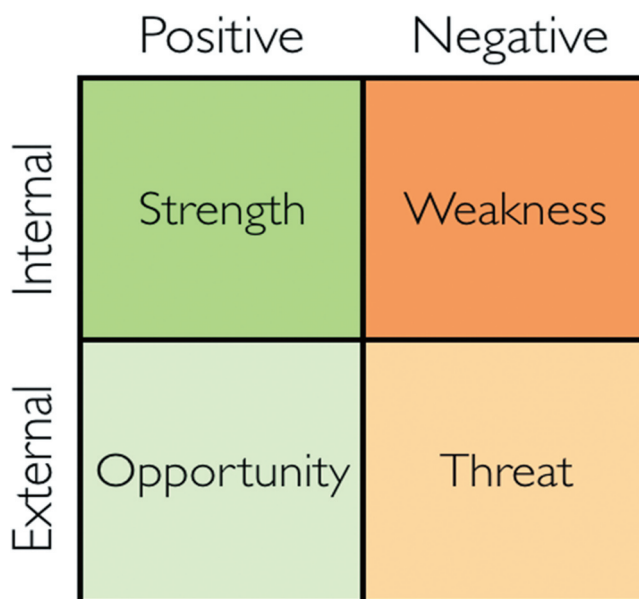 Positive Negative
Internal
Strength Weakness
External
Opportunity Threat